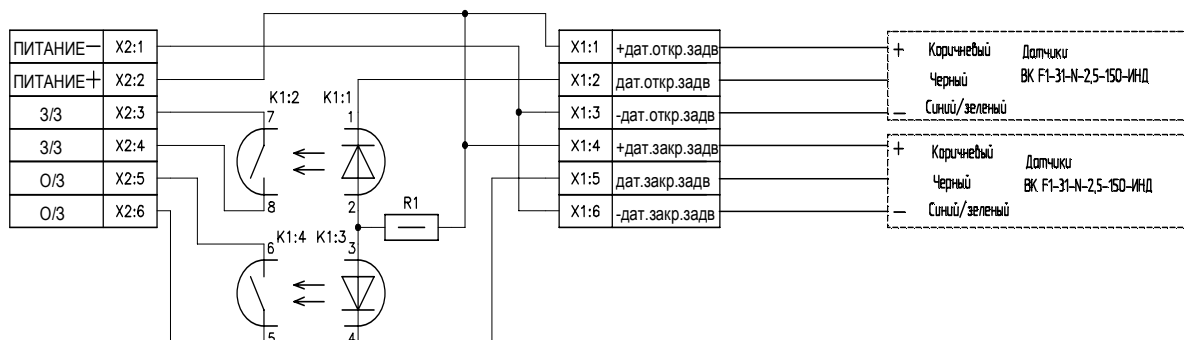 ПИТАНИЕ− X2:1
ПИТАНИЕ+ X2:2
З/З X2:3
З/З X2:4
О/З X2:5
О/З X2:6
K1:2 K1:1
7 1
8 2
R1
K1:4 K1:3
6 3
5 4
X1:1 +дат.откр.задв
X1:2 дат.откр.задв
X1:3 -дат.откр.задв
X1:4 +дат.закр.задв
X1:5 дат.закр.задв
X1:6 -дат.закр.задв
+ Коричневый Датчики
Черный ВК F1-31-N-2,5-150-ИНД
− Синий/зеленый
+ Коричневый Датчики
Черный ВК F1-31-N-2,5-150-ИНД
− Синий/зеленый